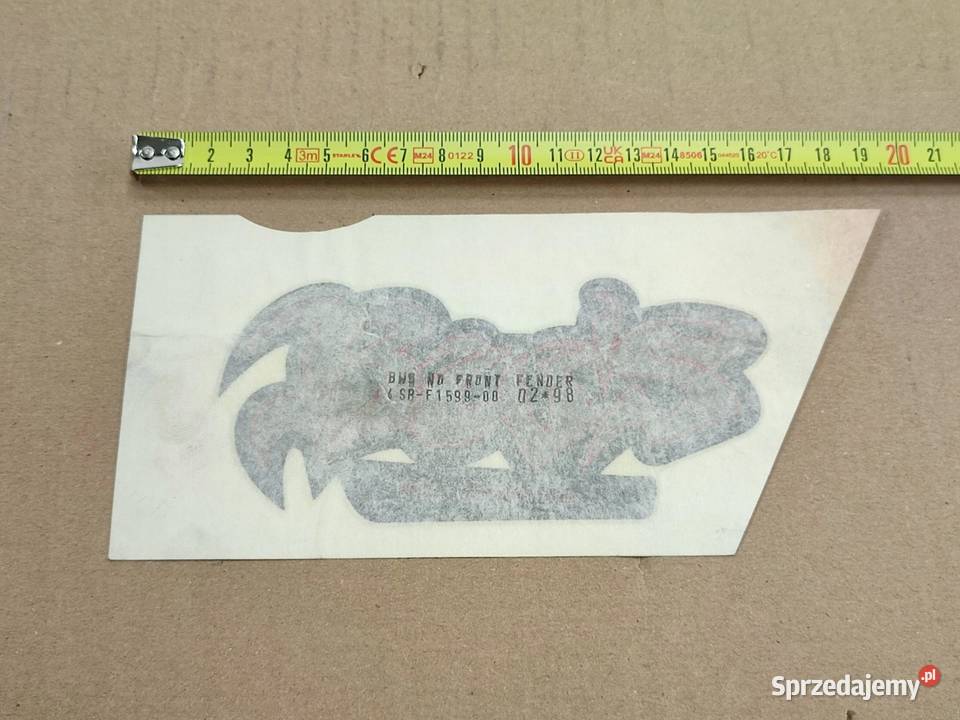 2 3 4 3m 5 STANLEY 6 CE 7 M24 8 0122 9 10 11 II 12 UK CA 13 M24 14 8506 15 16 20°C 17 18 19 20 21
BWS NG FRONT FENDER
4SR-F1599-00 02*98
Sprzedajemy.pl